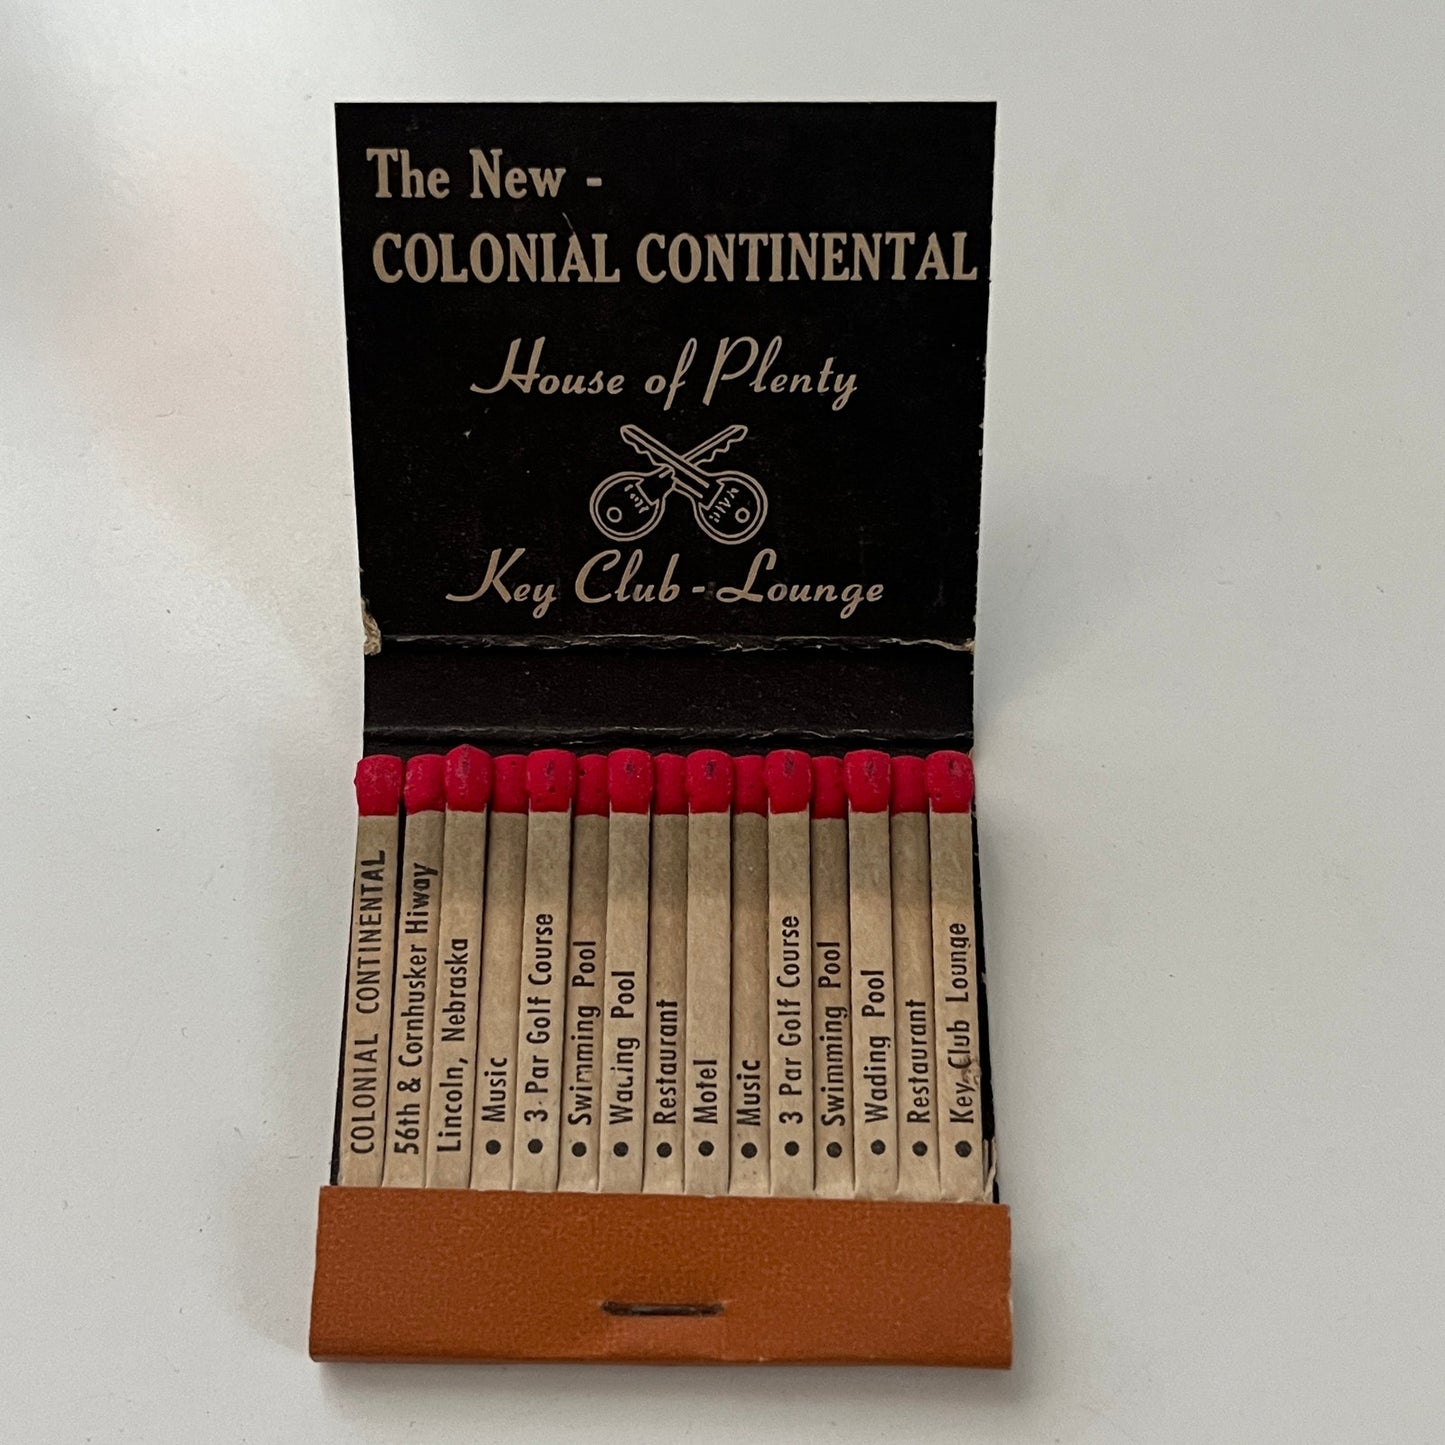 The New -
COLONIAL CONTINENTAL
House of Plenty
Key Club - Lounge
COLONIAL CONTINENTAL
56th & Cornhusker Hiway
Lincoln, Nebraska
• Music
• 3 Par Golf Course
• Swimming Pool
• Wading Pool
• Restaurant
• Motel
• Music
• 3 Par Golf Course
• Swimming Pool
• Wading Pool
• Restaurant
• Key Club Lounge